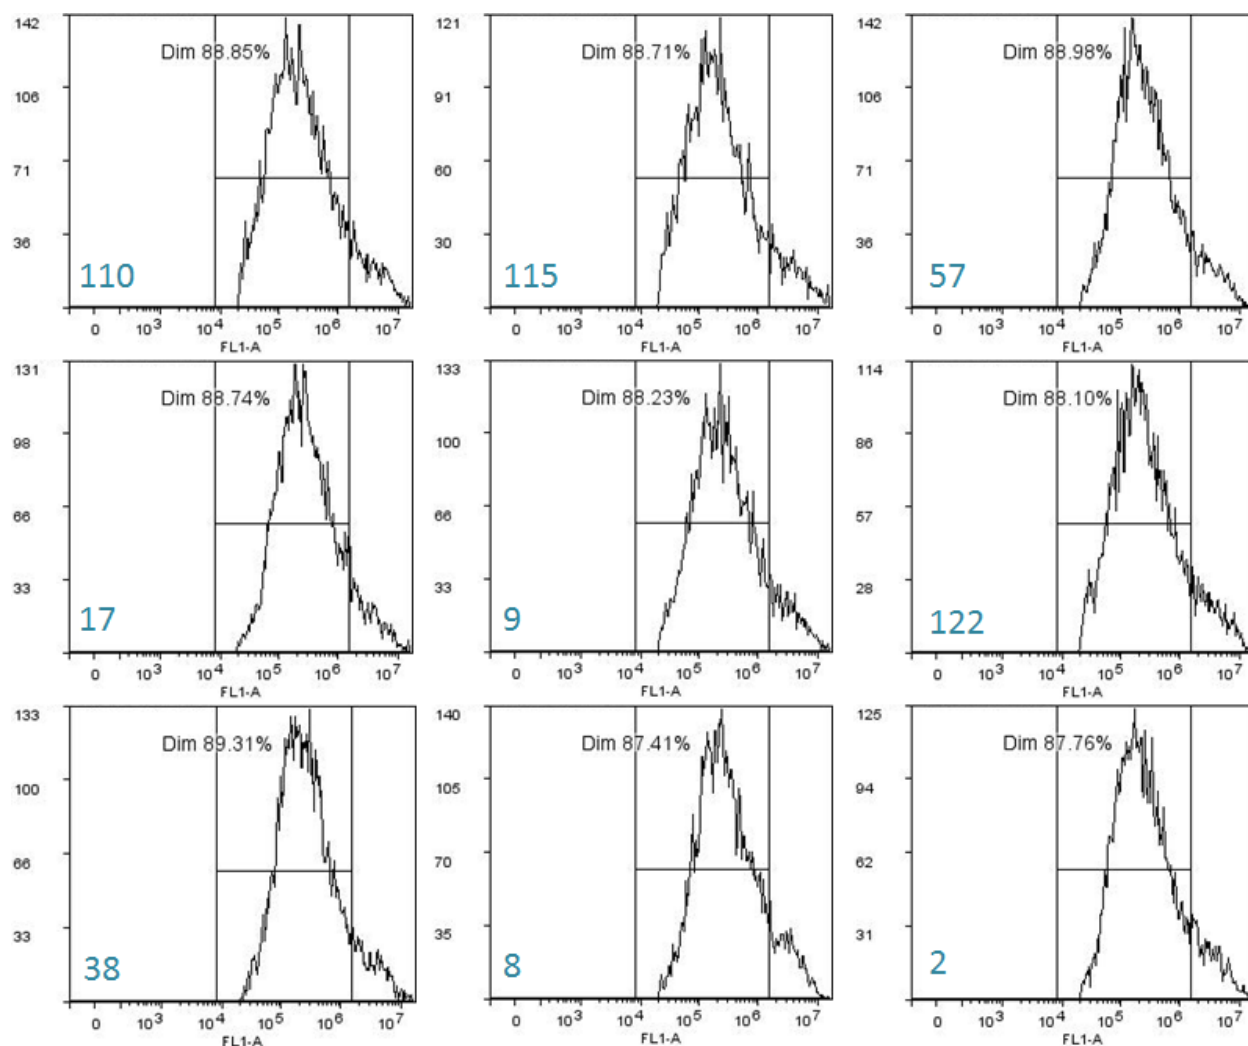 142
106
71
36
Dim 88.85%
110
0 10³ 10⁴ 10⁵ 10⁶ 10⁷
FL1-A
121
91
60
30
Dim 88.71%
115
0 10³ 10⁴ 10⁵ 10⁶ 10⁷
FL1-A
142
106
71
36
Dim 88.98%
57
0 10³ 10⁴ 10⁵ 10⁶ 10⁷
FL1-A
131
98
66
33
Dim 88.74%
17
0 10³ 10⁴ 10⁵ 10⁶ 10⁷
FL1-A
133
100
66
33
Dim 88.23%
9
0 10³ 10⁴ 10⁵ 10⁶ 10⁷
FL1-A
114
86
57
28
Dim 88.10%
122
0 10³ 10⁴ 10⁵ 10⁶ 10⁷
FL1-A
133
100
66
33
Dim 89.31%
38
0 10³ 10⁴ 10⁵ 10⁶ 10⁷
FL1-A
140
105
70
35
Dim 87.41%
8
0 10³ 10⁴ 10⁵ 10⁶ 10⁷
FL1-A
125
94
62
31
Dim 87.76%
2
0 10³ 10⁴ 10⁵ 10⁶ 10⁷
FL1-A